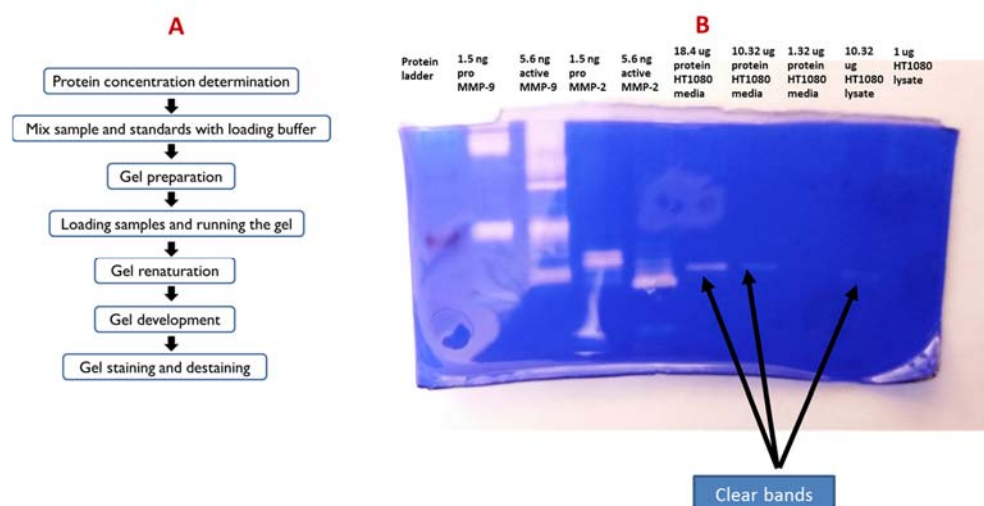 A
Protein concentration determination
Mix sample and standards with loading buffer
Gel preparation
Loading samples and running the gel
Gel renaturation
Gel development
Gel staining and destaining
B
Protein
ladder
1.5 ng
pro
MMP-9
5.6 ng
active
MMP-9
1.5 ng
pro
MMP-2
5.6 ng
active
MMP-2
18.4 ug
protein
HT1080
media
10.32 ug
protein
HT1080
media
1.32 ug
protein
HT1080
media
10.32
ug
HT1080
lysate
1 ug
HT1080
lysate
Clear bands